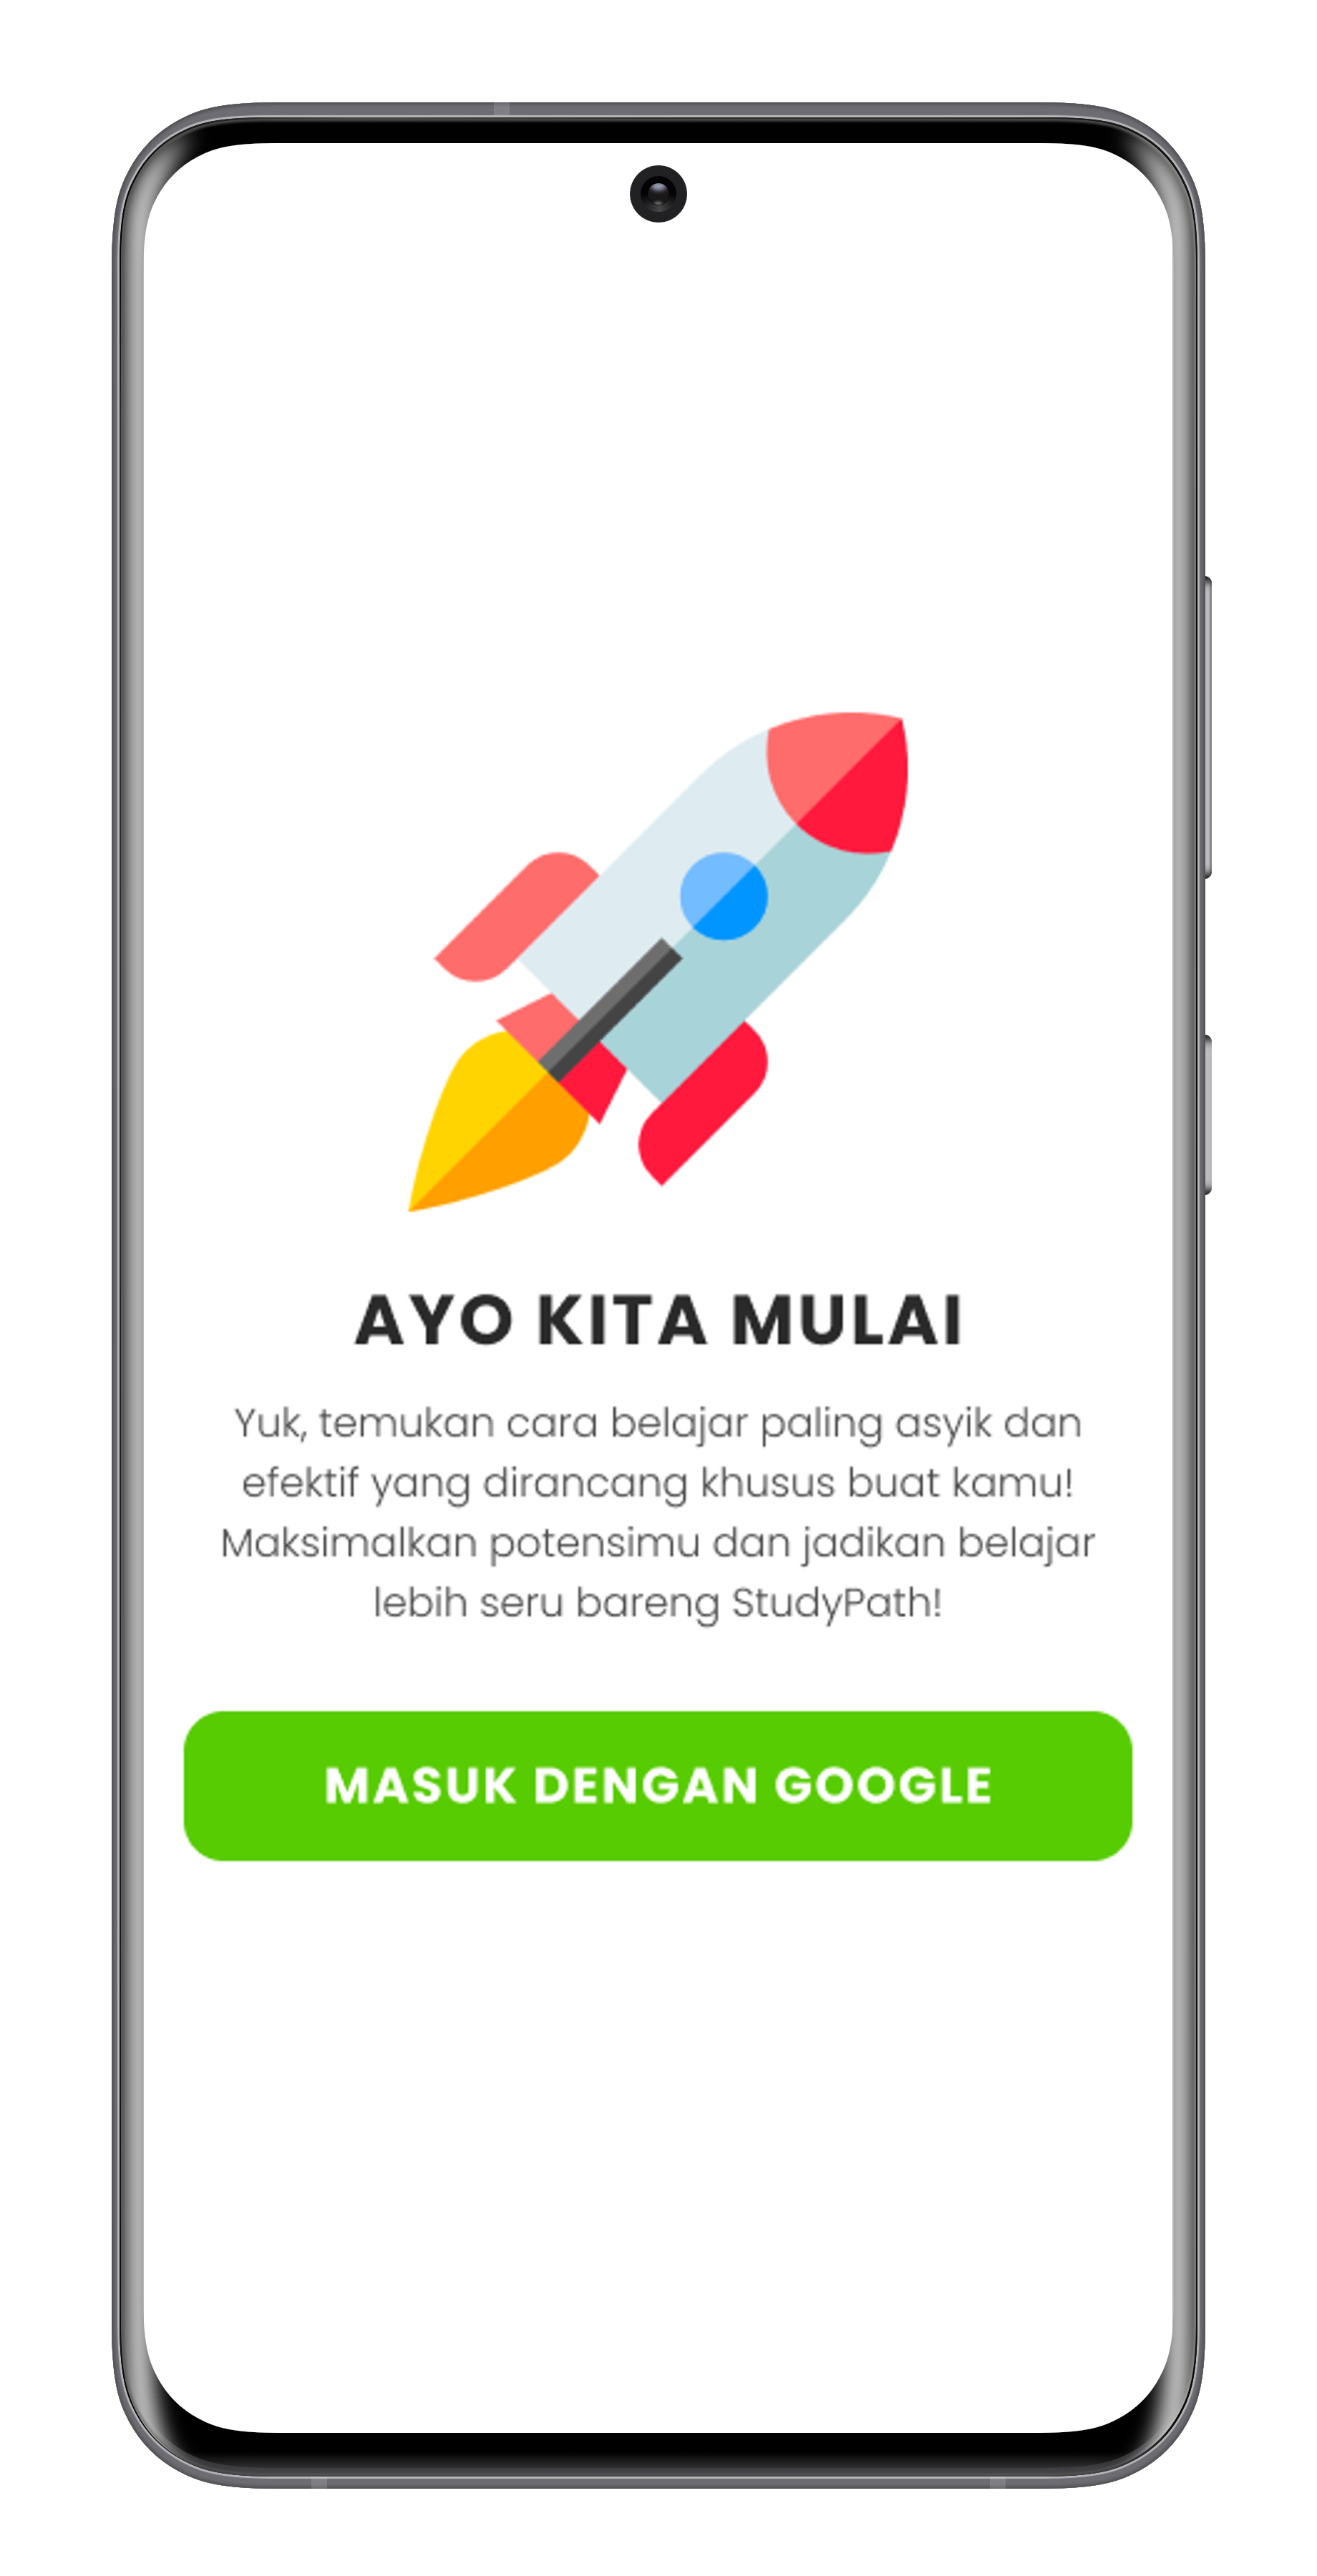 AYO KITA MULAI
Yuk, temukan cara belajar paling asyik dan
efektif yang dirancang khusus buat kamu!
Maksimalkan potensimu dan jadikan belajar
lebih seru bareng StudyPath!
MASUK DENGAN GOOGLE